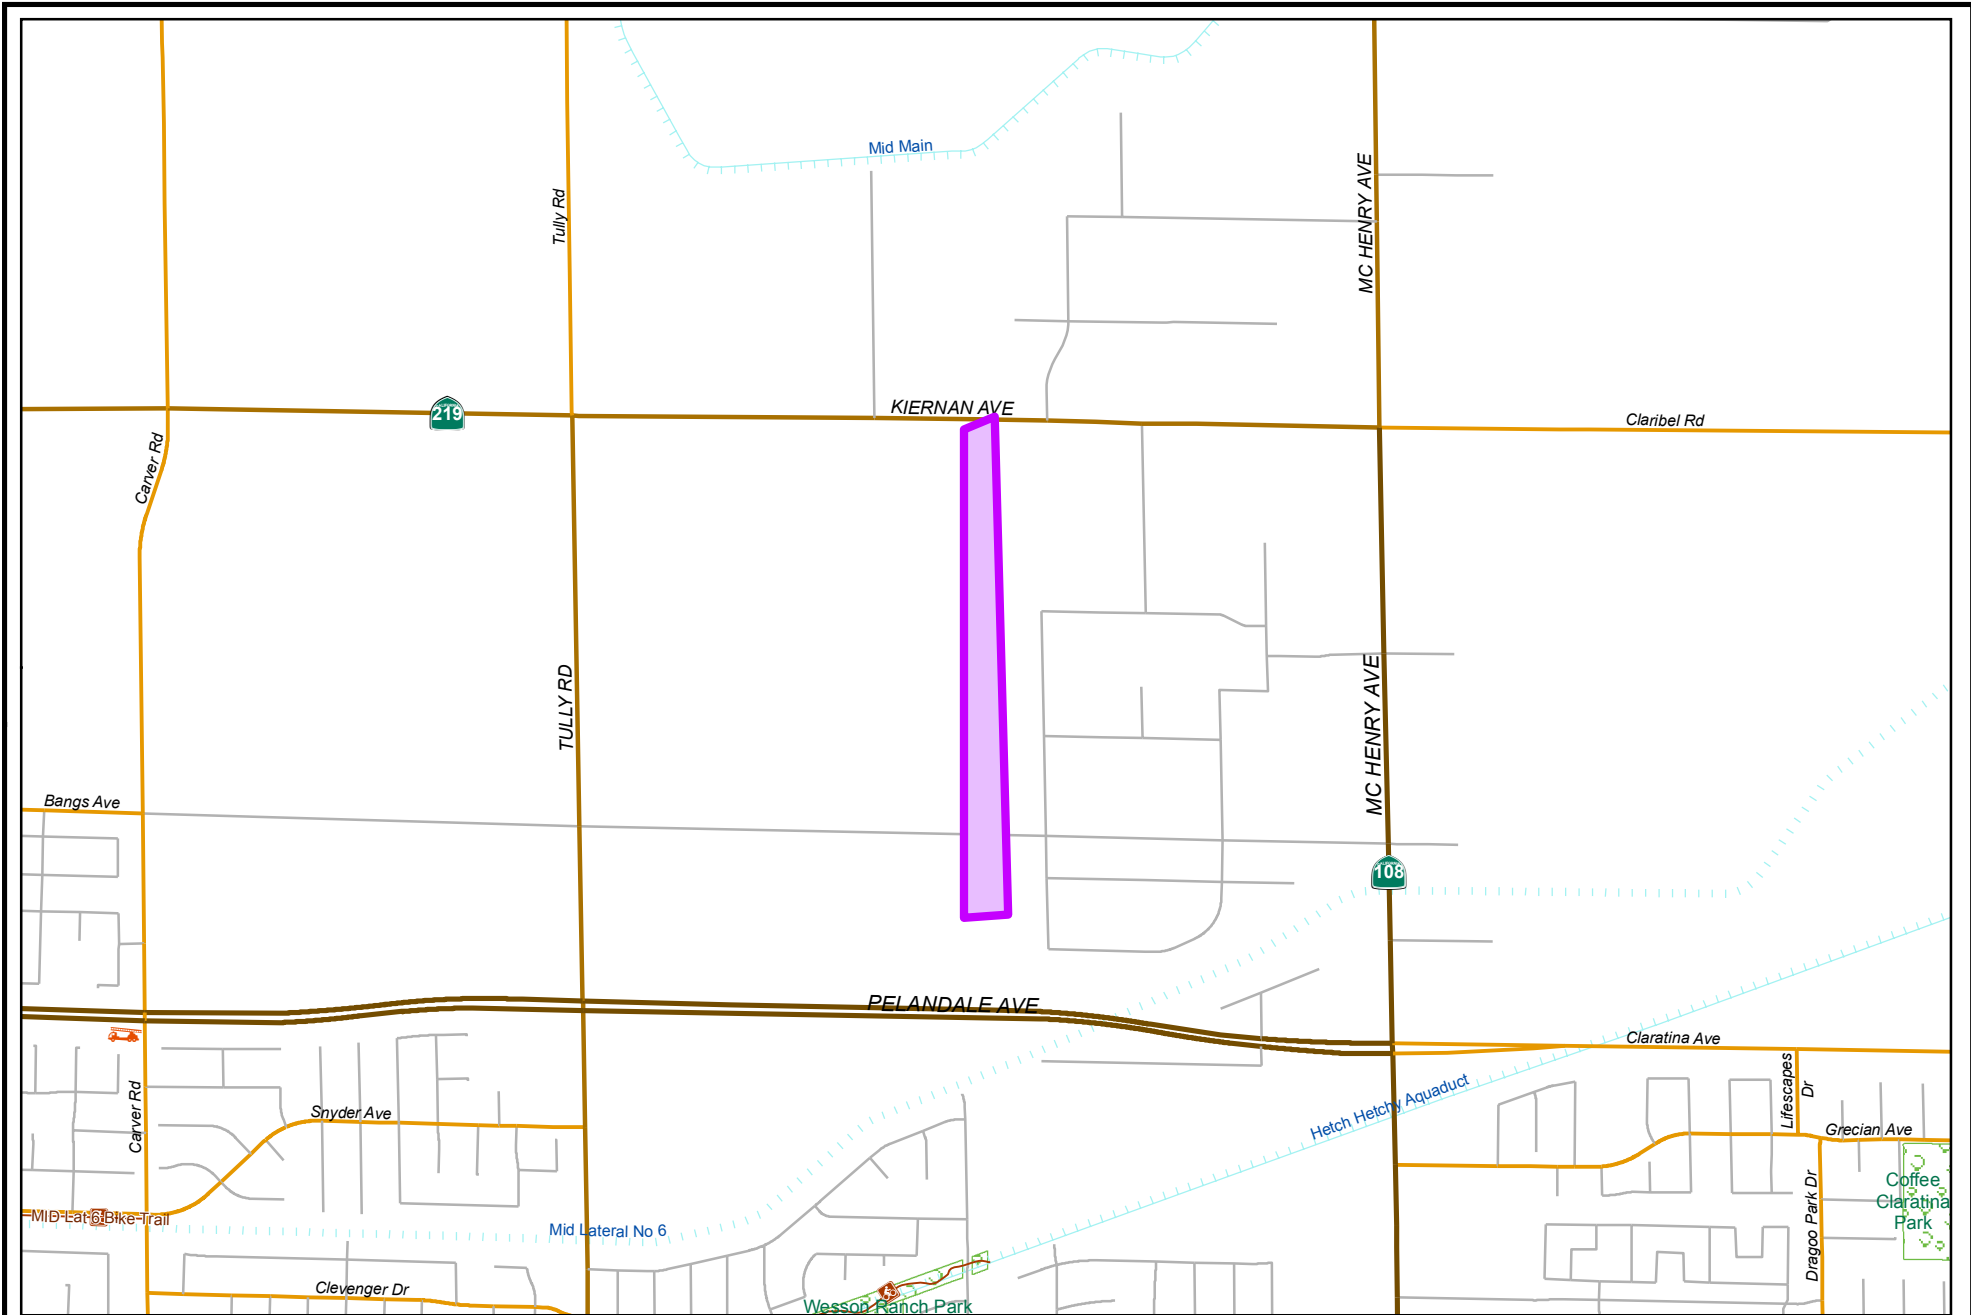 Mid Main
Tully Rd
MC HENRY AVE
KIERNAN AVE
219
Claribel Rd
Carver Rd
TULLY RD
MC HENRY AVE
Bangs Ave
108
PELANDALE AVE
Claratina Ave
Lifescapes
Dr
Hetch Hetchy Aquaduct
Snyder Ave
Carver Rd
Grecian Ave
Coffee
Claratina
Park
Dragoo Park Dr
MID Lat 6 Bike Trail
Mid Lateral No 6
Clevenger Dr
Wesson Ranch Park